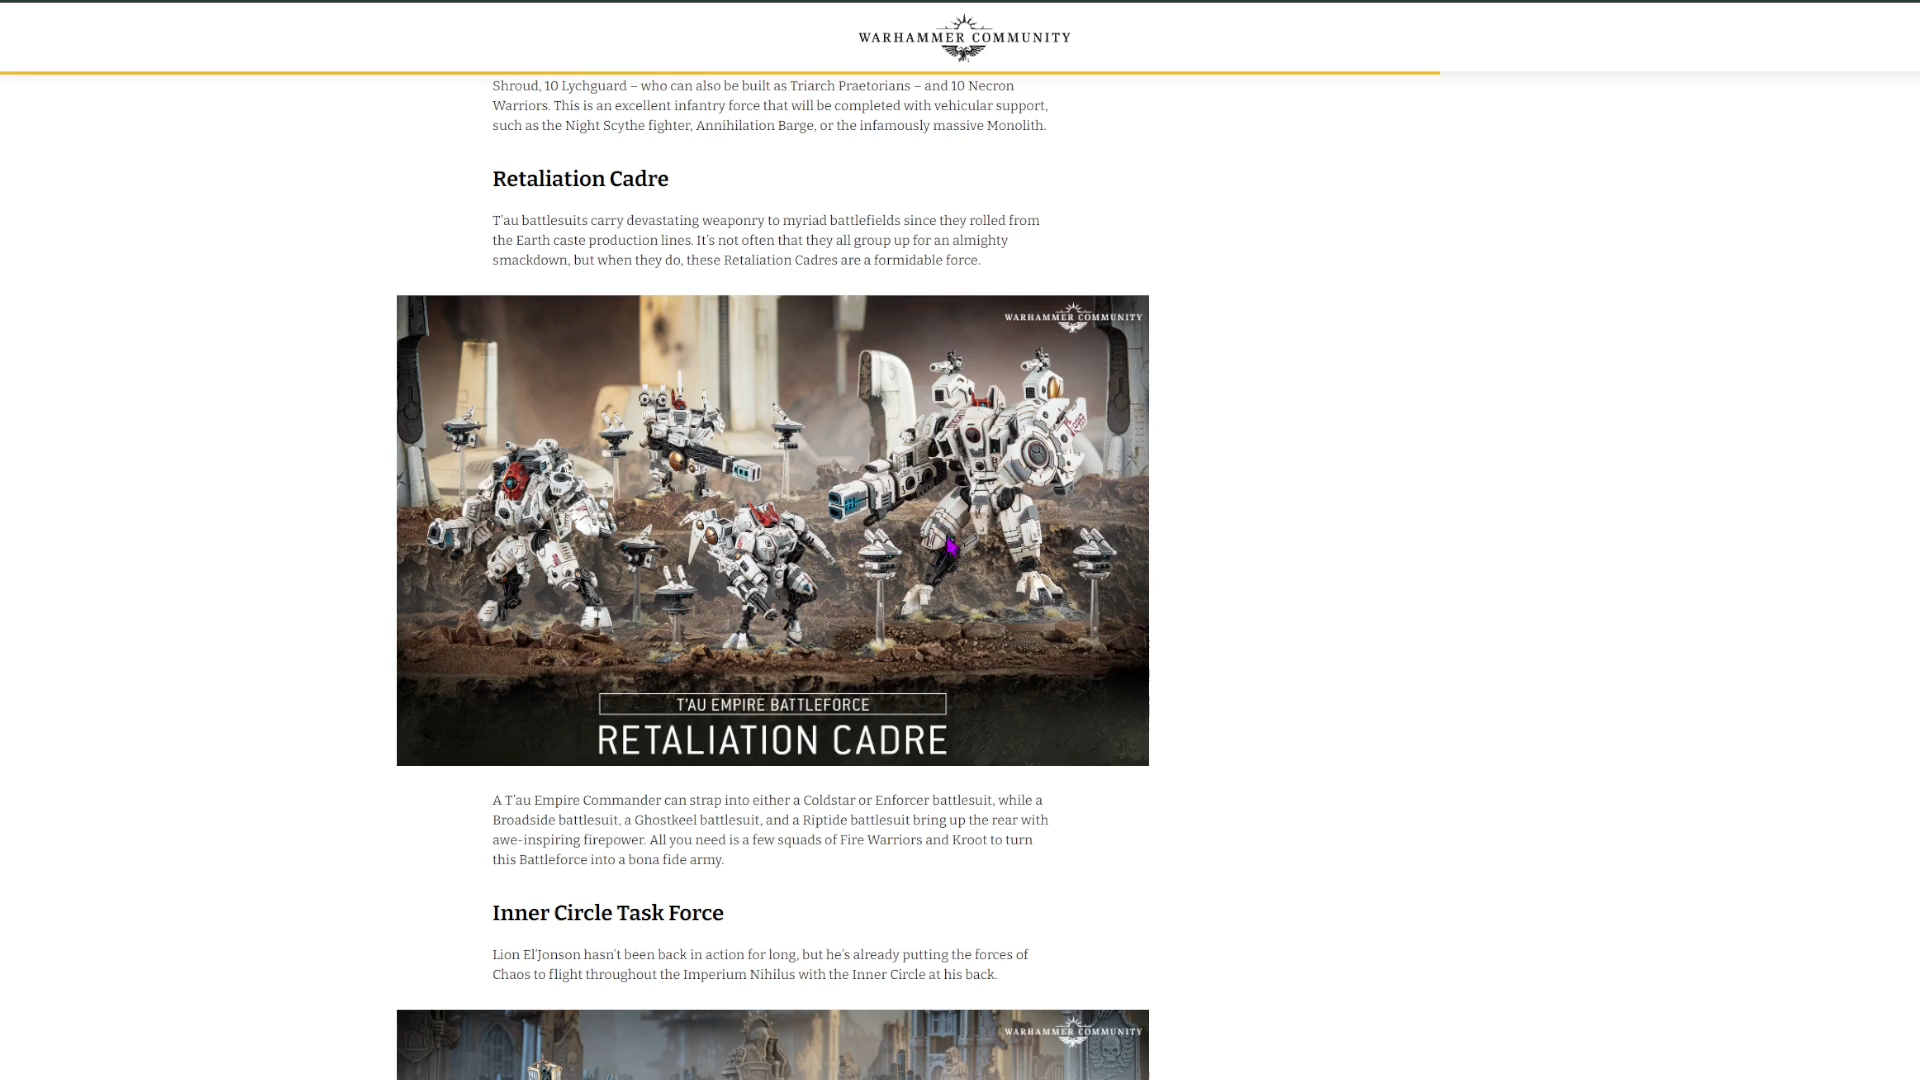 WARHAMMER COMMUNITY
Shroud, 10 Lychguard – who can also be built as Triarch Praetorians – and 10 Necron
Warriors. This is an excellent infantry force that will be completed with vehicular support,
such as the Night Scythe fighter, Annihilation Barge, or the infamously massive Monolith.
Retaliation Cadre
T’au battlesuits carry devastating weaponry to myriad battlefields since they rolled from
the Earth caste production lines. It’s not often that they all group up for an almighty
smackdown, but when they do, these Retaliation Cadres are a formidable force.
WARHAMMER COMMUNITY
T'AU EMPIRE BATTLEFORCE
RETALIATION CADRE
A T’au Empire Commander can strap into either a Coldstar or Enforcer battlesuit, while a
Broadside battlesuit, a Ghostkeel battlesuit, and a Riptide battlesuit bring up the rear with
awe-inspiring firepower. All you need is a few squads of Fire Warriors and Kroot to turn
this Battleforce into a bona fide army.
Inner Circle Task Force
Lion El’Jonson hasn’t been back in action for long, but he’s already putting the forces of
Chaos to flight throughout the Imperium Nihilus with the Inner Circle at his back.
WARHAMMER COMMUNITY